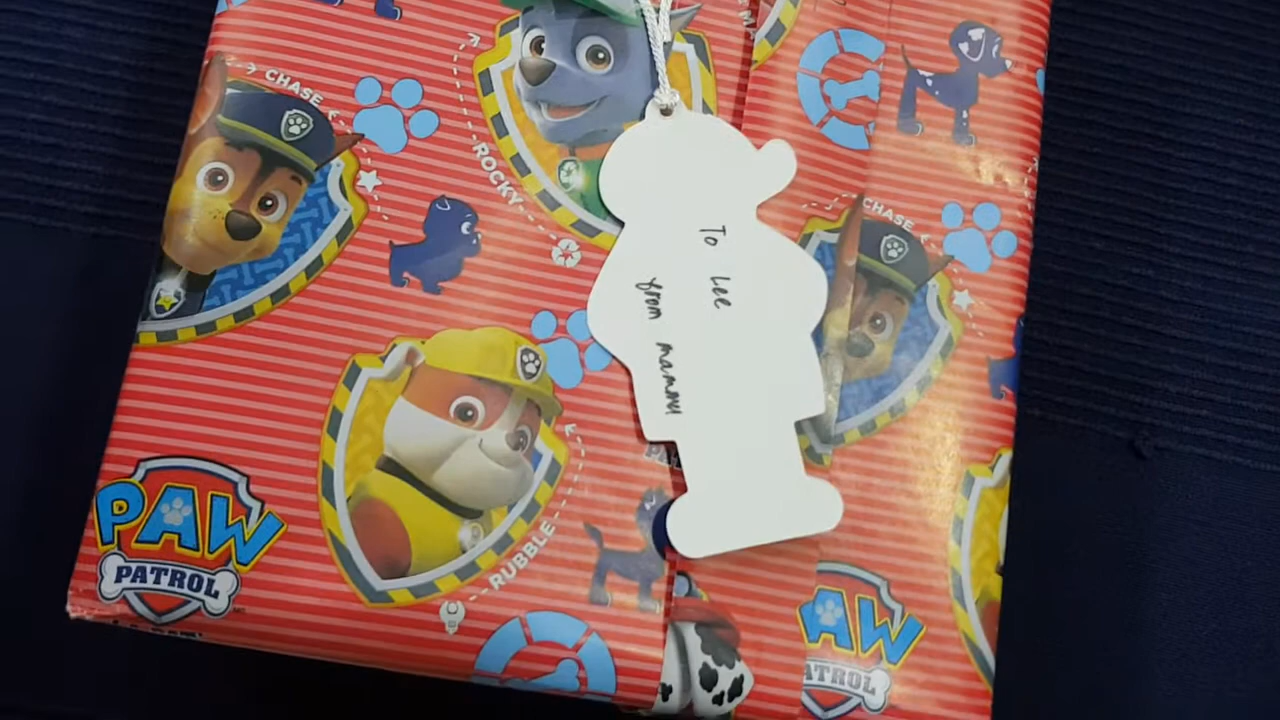 CHASE
ROCKY
CHASE
To Lee
from mammy
RUBBLE
PAW
PATROL
PAW
PATROL